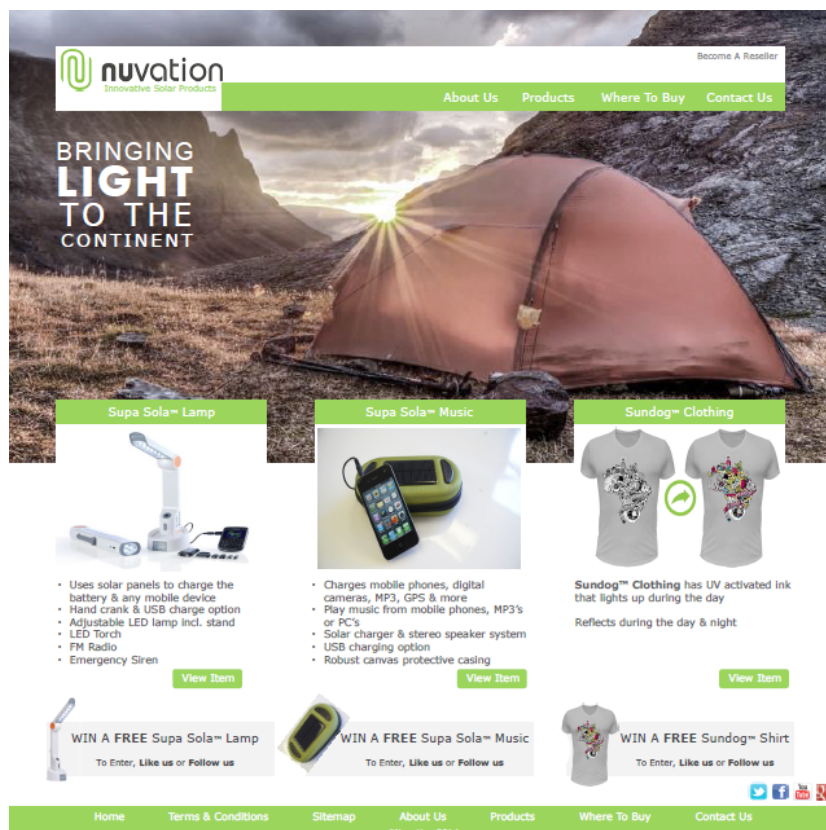 nuvation
Innovative Solar Products
Become A Reseller
About Us Products Where To Buy Contact Us
BRINGING
LIGHT
TO THE
CONTINENT
Supa Sola™ Lamp
Uses solar panels to charge the
battery & any mobile device
Hand crank & USB charge option
Adjustable LED lamp incl. stand
LED Torch
FM Radio
Emergency Siren
View Item
Supa Sola™ Music
Charges mobile phones, digital
cameras, MP3, GPS & more
Play music from mobile phones, MP3's
or PC's
Solar charger & stereo speaker system
USB charging option
Robust canvas protective casing
View Item
Sundog™ Clothing
Sundog™ Clothing has UV activated ink
that lights up during the day
Reflects during the day & night
View Item
WIN A FREE Supa Sola™ Lamp
To Enter, Like us or Follow us
WIN A FREE Supa Sola™ Music
To Enter, Like us or Follow us
WIN A FREE Sundog™ Shirt
To Enter, Like us or Follow us
You
Tube
Home Terms & Conditions Sitemap About Us Products Where To Buy Contact Us